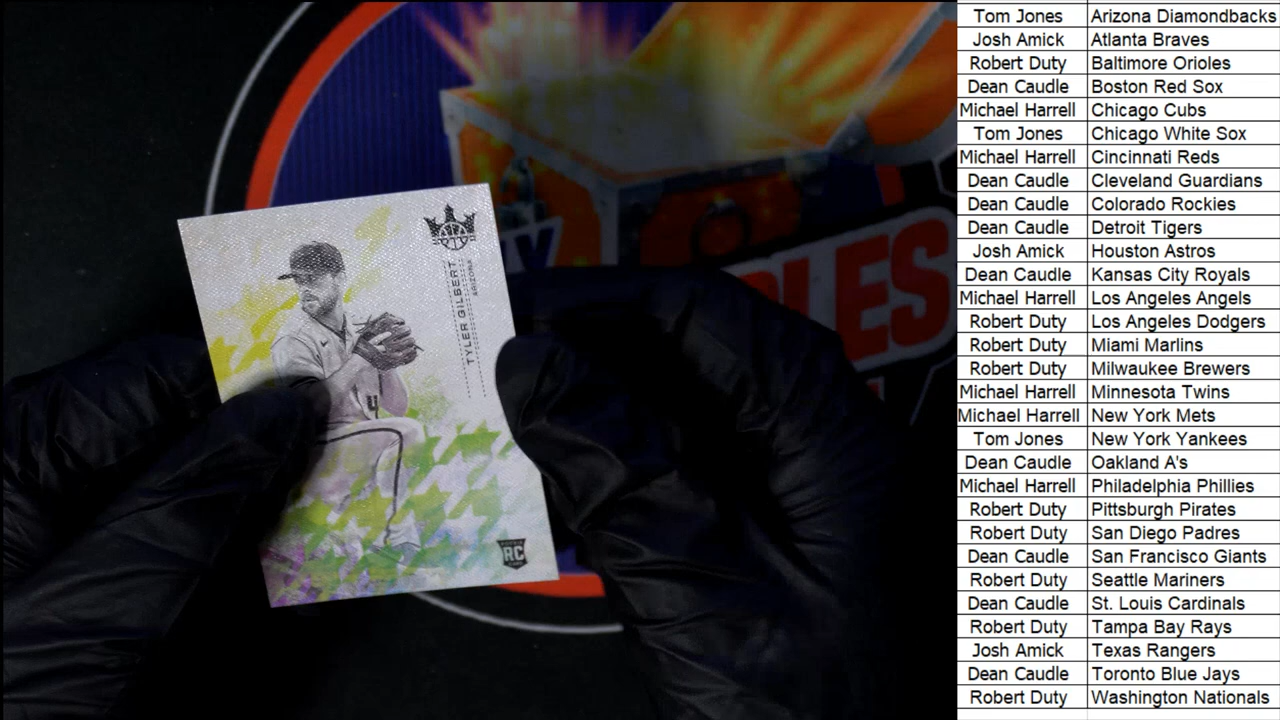 TYLER GILBERT
ARIZONA
4
RC
LES
Tom Jones Arizona Diamondbacks
Josh Amick Atlanta Braves
Robert Duty Baltimore Orioles
Dean Caudle Boston Red Sox
Michael Harrell Chicago Cubs
Tom Jones Chicago White Sox
Michael Harrell Cincinnati Reds
Dean Caudle Cleveland Guardians
Dean Caudle Colorado Rockies
Dean Caudle Detroit Tigers
Josh Amick Houston Astros
Dean Caudle Kansas City Royals
Michael Harrell Los Angeles Angels
Robert Duty Los Angeles Dodgers
Robert Duty Miami Marlins
Robert Duty Milwaukee Brewers
Michael Harrell Minnesota Twins
Michael Harrell New York Mets
Tom Jones New York Yankees
Dean Caudle Oakland A's
Michael Harrell Philadelphia Phillies
Robert Duty Pittsburgh Pirates
Robert Duty San Diego Padres
Dean Caudle San Francisco Giants
Robert Duty Seattle Mariners
Dean Caudle St. Louis Cardinals
Robert Duty Tampa Bay Rays
Josh Amick Texas Rangers
Dean Caudle Toronto Blue Jays
Robert Duty Washington Nationals